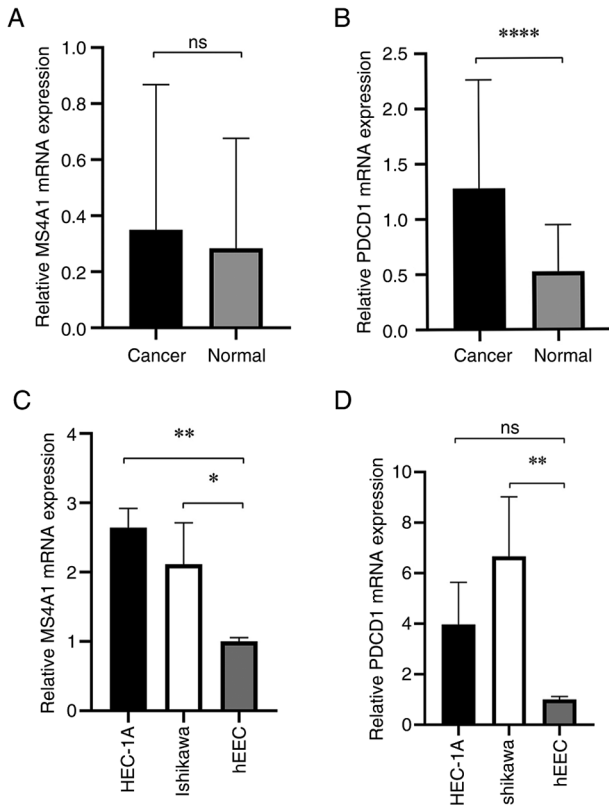 A
Relative MS4A1 mRNA expression
1.0
0.8
0.6
0.4
0.2
0.0
ns
Cancer Normal
B
Relative PDCD1 mRNA expression
2.5
2.0
1.5
1.0
0.5
0.0
****
Cancer Normal
C
Relative MS4A1 mRNA expression
4
3
2
1
0
**
*
HEC-1A
Ishikawa
hEEC
D
Relative PDCD1 mRNA expression
10
8
6
4
2
0
ns
**
HEC-1A
shikawa
hEEC